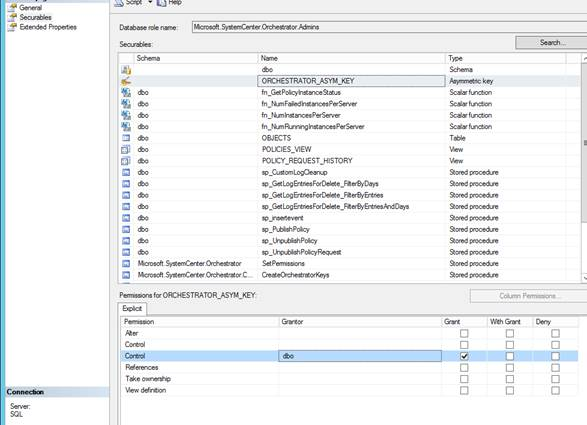 Script Help
General
Securables
Extended Properties
Database role name: Microsoft.SystemCenter.Orchestrator.Admins
Securables: Search...
Schema Name Type
dbo Schema
ORCHESTRATOR_ASYM_KEY Asymmetric key
dbo fn_GetPolicyInstanceStatus Scalar function
dbo fn_NumFailedInstancesPerServer Scalar function
dbo fn_NumInstancesPerServer Scalar function
dbo fn_NumRunningInstancesPerServer Scalar function
dbo OBJECTS Table
dbo POLICIES_VIEW View
dbo POLICY_REQUEST_HISTORY View
dbo sp_CustomLogCleanup Stored procedure
dbo sp_GetLogEntriesForDelete_FilterByDays Stored procedure
dbo sp_GetLogEntriesForDelete_FilterByEntries Stored procedure
dbo sp_GetLogEntriesForDelete_FilterByEntriesAndDays Stored procedure
dbo sp_insertevent Stored procedure
dbo sp_PublishPolicy Stored procedure
dbo sp_UnpublishPolicy Stored procedure
dbo sp_UnpublishPolicyRequest Stored procedure
Microsoft.SystemCenter.Orchestrator SetPermissions Stored procedure
Microsoft.SystemCenter.Orchestrator.C... CreateOrchestratorKeys Stored procedure
Permissions for ORCHESTRATOR_ASYM_KEY: Column Permissions...
Explicit
Permission Grantor Grant With Grant Deny
Alter
Control
Control dbo
References
Take ownership
View definition
Connection
Server:
SQL